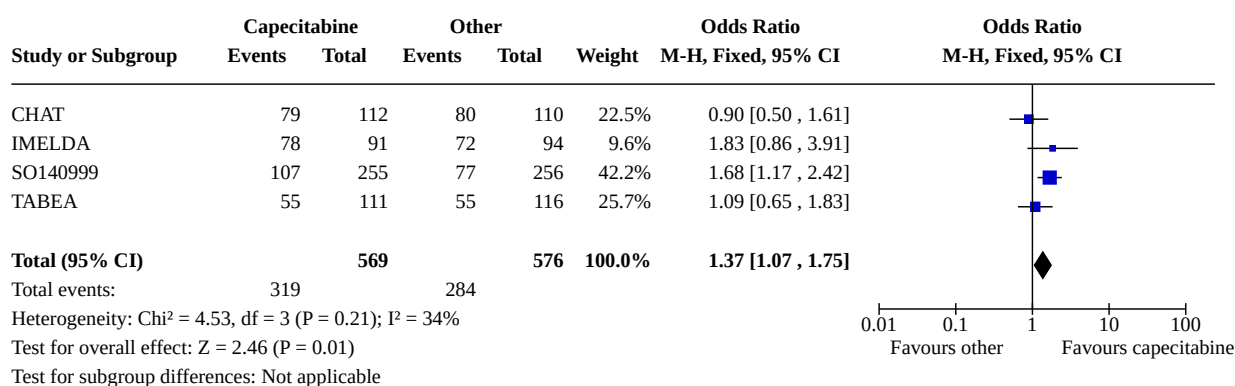 Capecitabine Other Odds Ratio Odds Ratio
Study or Subgroup Events Total Events Total Weight M-H, Fixed, 95% CI M-H, Fixed, 95% CI
CHAT 79 112 80 110 22.5% 0.90 [0.50 , 1.61]
IMELDA 78 91 72 94 9.6% 1.83 [0.86 , 3.91]
SO140999 107 255 77 256 42.2% 1.68 [1.17 , 2.42]
TABEA 55 111 55 116 25.7% 1.09 [0.65 , 1.83]
Total (95% CI) 569 576 100.0% 1.37 [1.07 , 1.75]
Total events: 319 284
Heterogeneity: Chi² = 4.53, df = 3 (P = 0.21); I² = 34%
0.01 0.1 1 10 100
Test for overall effect: Z = 2.46 (P = 0.01)
Favours other Favours capecitabine
Test for subgroup differences: Not applicable